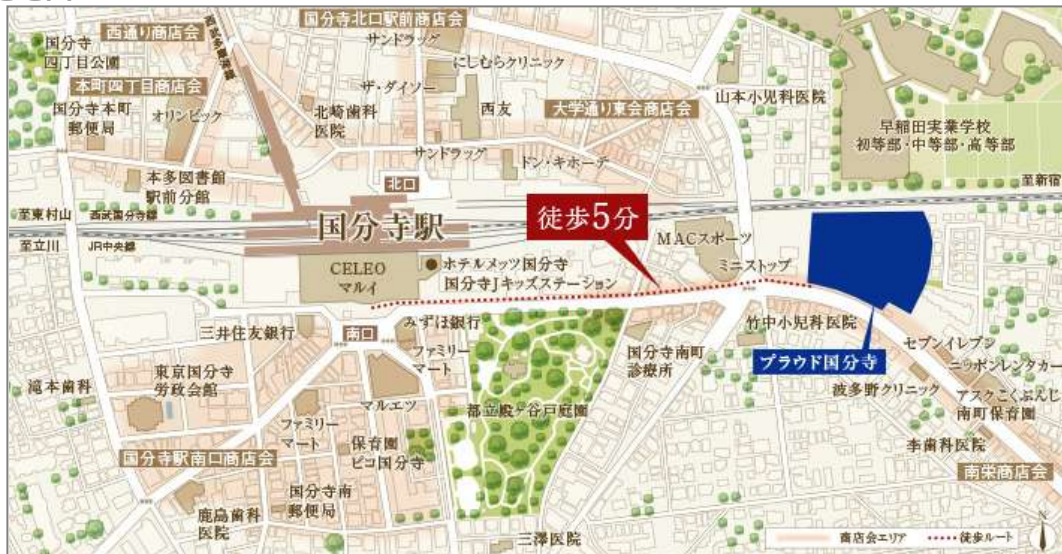 西通り商店会
国分寺
四丁目公園
本町四丁目商店会
国分寺本町
郵便局
オリンピック
本多図書館
駅前分館
国分寺北口駅前商店会
サンドラッグ
にしむらクリニック
ザ・ダイソー
北崎歯科
医院
西友
大学通り東会商店会
サンドラッグ
ドン・キホーテ
山本小児科医院
早稲田実業学校
初等部・中等部・高等部
至新宿
北口
国分寺駅
徒歩5分
至東村山
西武国分寺線
至立川
JR中央線
CELEO
マルイ
ホテルメッツ国分寺
国分寺Jキッズステーション
MACスポーツ
ミニストップ
三井住友銀行
南口
みずほ銀行
ファミリー
マート
竹中小児科医院
プラウド国分寺
セブンイレブン
ニッポンレンタカー
国分寺南町
診療所
滝本歯科
東京国分寺
労政会館
マルエツ
都立殿ヶ谷戸庭園
波多野クリニック
アスクこくぶんじ
南町保育園
ファミリー
マート
保育園
ピコ国分寺
李歯科医院
国分寺駅南口商店会
南栄商店会
国分寺南
郵便局
鹿島歯科
医院
三澤医院
N
商店会エリア
徒歩ルート